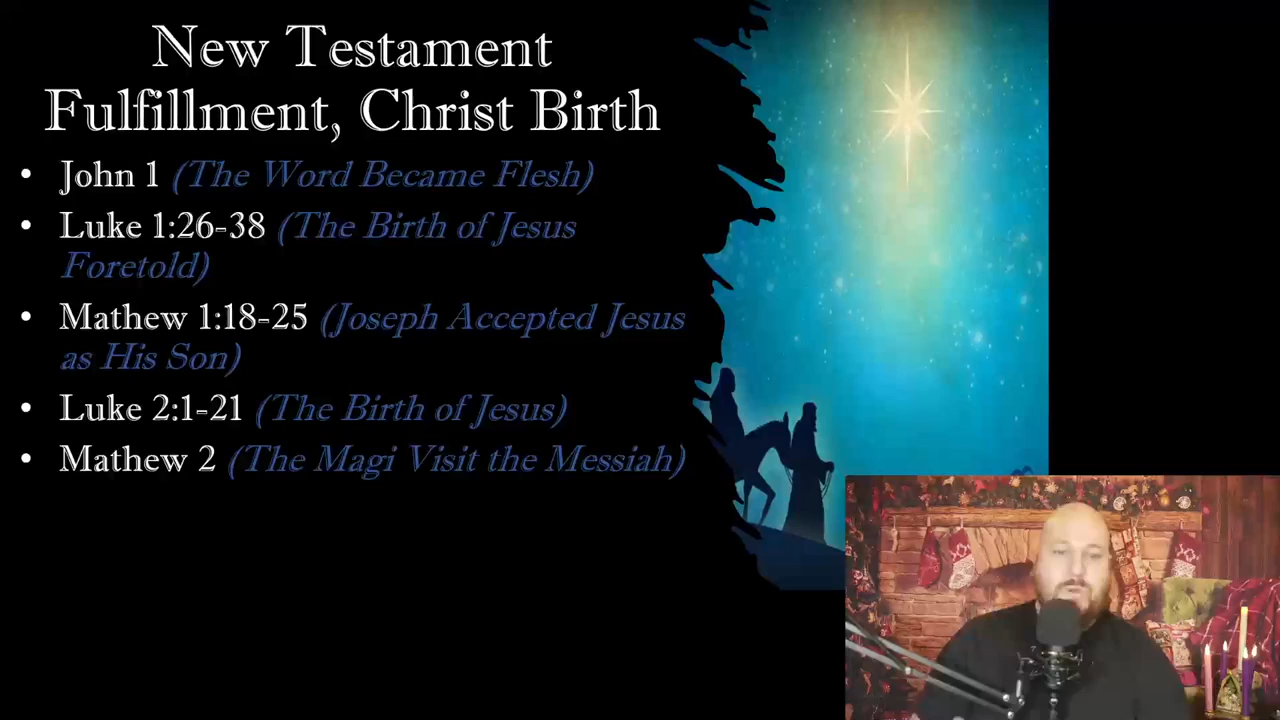 New Testament
Fulfillment, Christ Birth
• John 1 (The Word Became Flesh)
• Luke 1:26-38 (The Birth of Jesus
Foretold)
• Mathew 1:18-25 (Joseph Accepted Jesus
as His Son)
• Luke 2:1-21 (The Birth of Jesus)
• Mathew 2 (The Magi Visit the Messiah)